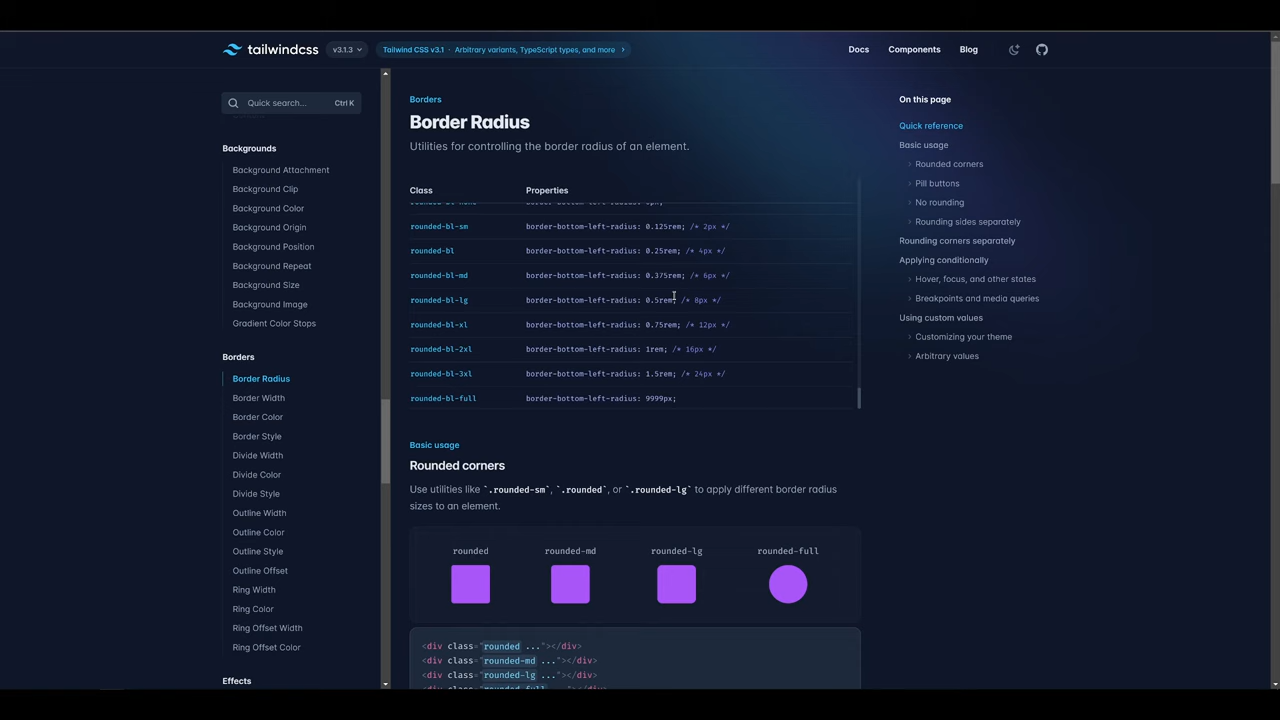 tailwindcss
v3.1.3
Tailwind CSS v3.1 · Arbitrary variants, TypeScript types, and more
Docs
Components
Blog
Quick search...
Ctrl K
Backgrounds
Background Attachment
Background Clip
Background Color
Background Origin
Background Position
Background Repeat
Background Size
Background Image
Gradient Color Stops
Borders
Border Radius
Border Width
Border Color
Border Style
Divide Width
Divide Color
Divide Style
Outline Width
Outline Color
Outline Style
Outline Offset
Ring Width
Ring Color
Ring Offset Width
Ring Offset Color
Effects
Borders
Border Radius
Utilities for controlling the border radius of an element.
Class Properties
rounded-bl-sm border-bottom-left-radius: 0.125rem; /* 2px */
rounded-bl border-bottom-left-radius: 0.25rem; /* 4px */
rounded-bl-md border-bottom-left-radius: 0.375rem; /* 6px */
rounded-bl-lg border-bottom-left-radius: 0.5rem; /* 8px */
rounded-bl-xl border-bottom-left-radius: 0.75rem; /* 12px */
rounded-bl-2xl border-bottom-left-radius: 1rem; /* 16px */
rounded-bl-3xl border-bottom-left-radius: 1.5rem; /* 24px */
rounded-bl-full border-bottom-left-radius: 9999px;
Basic usage
Rounded corners
Use utilities like `.rounded-sm`, `.rounded`, or `.rounded-lg` to apply different border radius
sizes to an element.
rounded rounded-md rounded-lg rounded-full
<div class="rounded ..."></div>
<div class="rounded-md ..."></div>
<div class="rounded-lg ..."></div>
On this page
Quick reference
Basic usage
Rounded corners
Pill buttons
No rounding
Rounding sides separately
Rounding corners separately
Applying conditionally
Hover, focus, and other states
Breakpoints and media queries
Using custom values
Customizing your theme
Arbitrary values